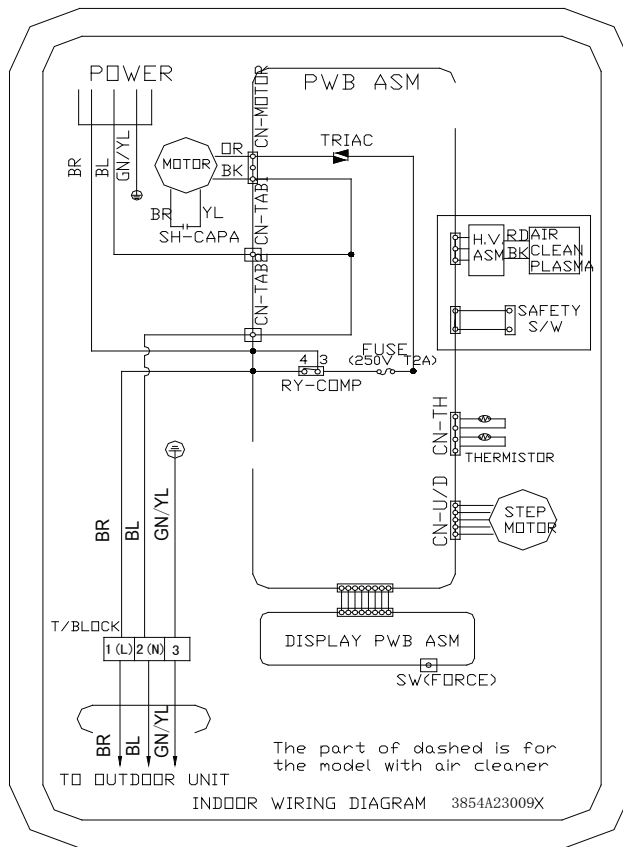 POWER
PWB ASM
CN-MOTOR
TRIAC
OR
BK
MOTOR
BR
BL
GN/YL
BR
YL
SH-CAPA
CN-TAB1
CN-TAB2
H.V.
ASM
RD
BK
AIR
CLEAN
PLASMA
SAFETY
S/W
FUSE
(250V T2A)
4 3
RY-COMP
CN-TH
THERMISTOR
CN-U/D
STEP
MOTOR
BR
BL
GN/YL
T/BLOCK
1(L) 2(N) 3
DISPLAY PWB ASM
SW(FORCE)
BR
BL
GN/YL
TO OUTDOOR UNIT
The part of dashed is for
the model with air cleaner
INDOOR WIRING DIAGRAM 3854A23009X